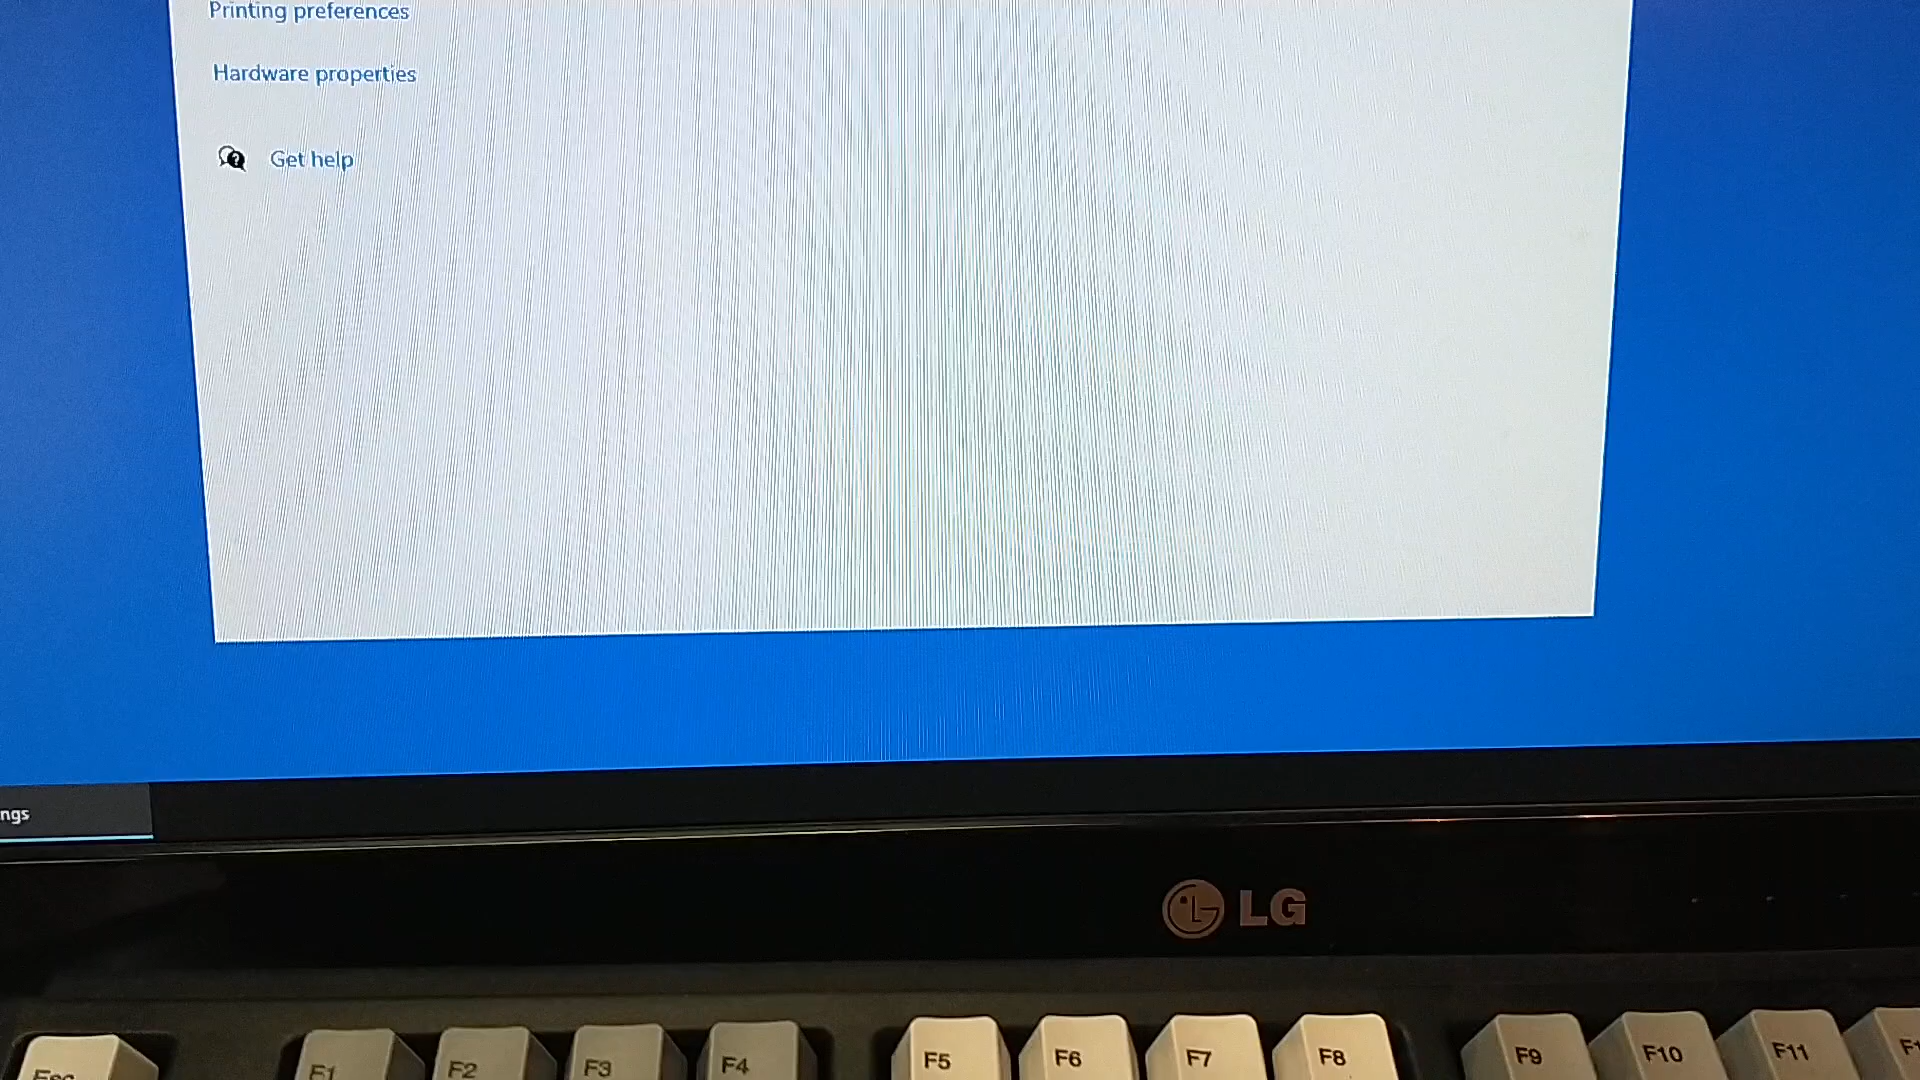 Printing preferences
Hardware properties
Get help
ngs
LG
Esc F1 F2 F3 F4 F5 F6 F7 F8 F9 F10 F11